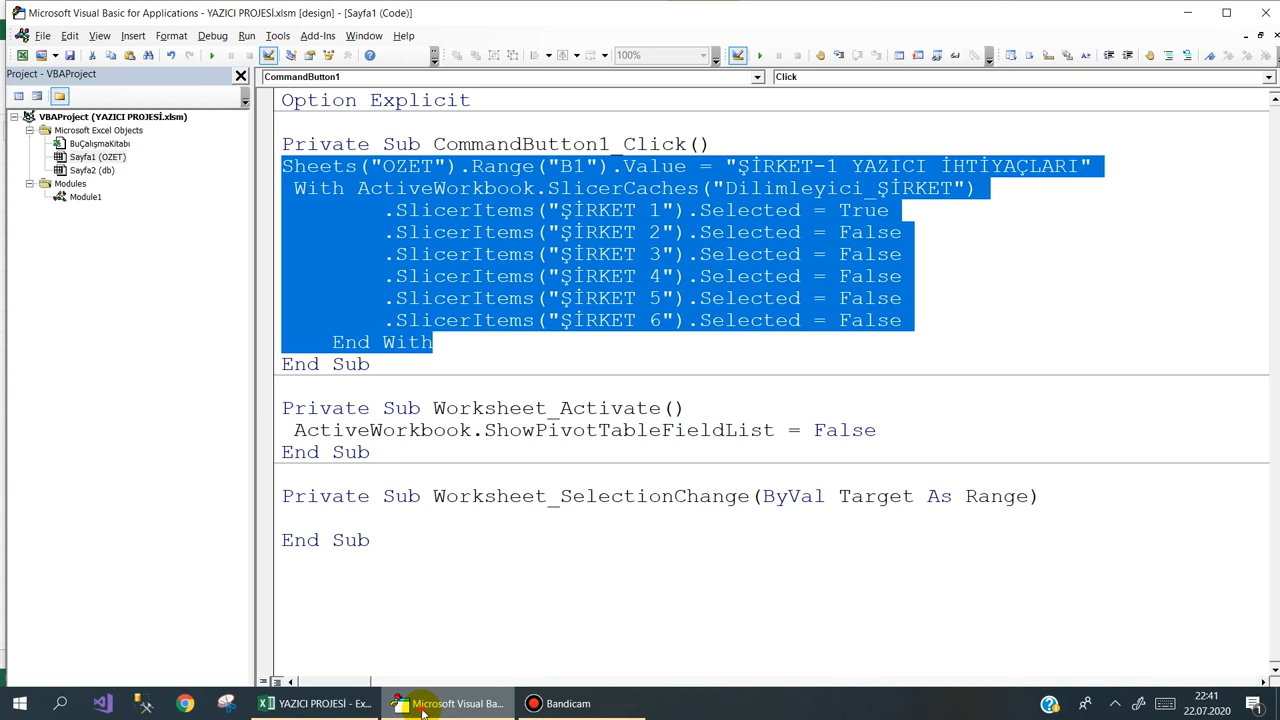 Microsoft Visual Basic for Applications - YAZICI PROJESİ.xlsm [design] - [Sayfa1 (Code)]
File Edit View Insert Format Debug Run Tools Add-Ins Window Help
100%
Project - VBAProject
CommandButton1 Click
VBAProject (YAZICI PROJESİ.xlsm)
Microsoft Excel Objects
BuÇalışmaKitabı
Sayfa1 (OZET)
Sayfa2 (db)
Modules
Module1
Option Explicit
Private Sub CommandButton1_Click()
Sheets("OZET").Range("B1").Value = "ŞİRKET-1 YAZICI İHTİYAÇLARI"
With ActiveWorkbook.SlicerCaches("Dilimleyici_ŞİRKET")
.SlicerItems("ŞİRKET 1").Selected = True
.SlicerItems("ŞİRKET 2").Selected = False
.SlicerItems("ŞİRKET 3").Selected = False
.SlicerItems("ŞİRKET 4").Selected = False
.SlicerItems("ŞİRKET 5").Selected = False
.SlicerItems("ŞİRKET 6").Selected = False
End With
End Sub
Private Sub Worksheet_Activate()
ActiveWorkbook.ShowPivotTableFieldList = False
End Sub
Private Sub Worksheet_SelectionChange(ByVal Target As Range)
End Sub
YAZICI PROJESİ - Ex... Microsoft Visual Ba... Bandicam
22:41
22.07.2020